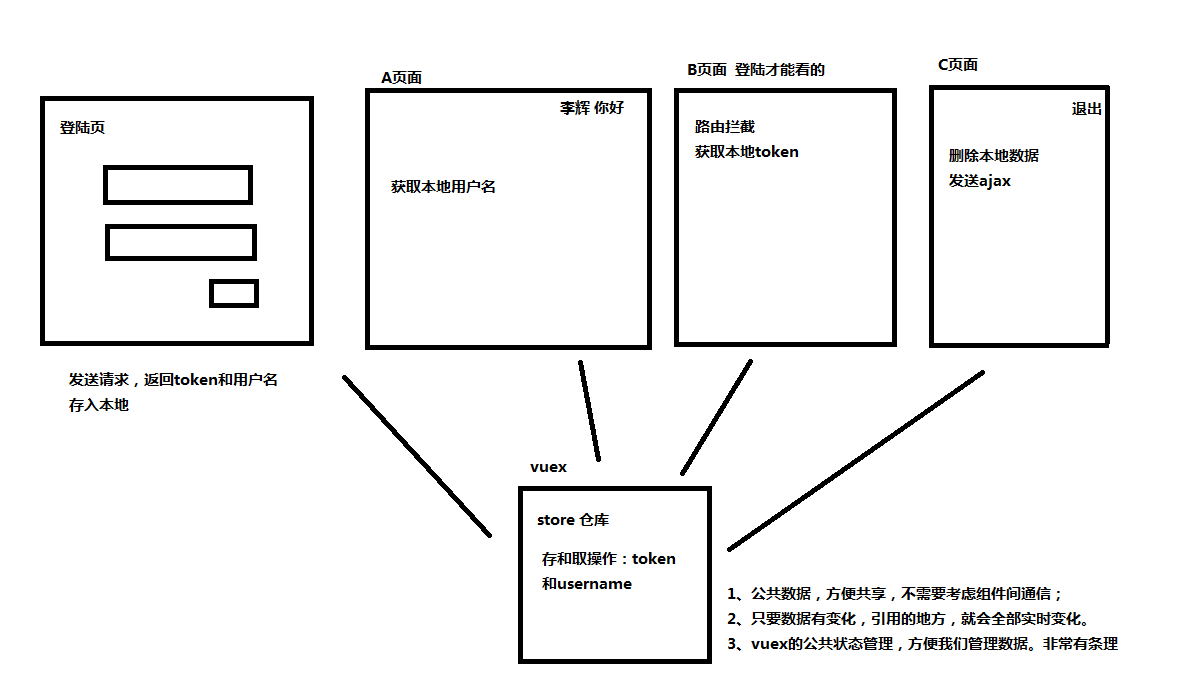 登陆页
发送请求，返回token和用户名
存入本地
A页面
李辉 你好
获取本地用户名
B页面 登陆才能看的
路由拦截
获取本地token
C页面
退出
删除本地数据
发送ajax
vuex
store 仓库
存和取操作：token
和username
1、公共数据，方便共享，不需要考虑组件间通信；
2、只要数据有变化，引用的地方，就会全部实时变化。
3、vuex的公共状态管理，方便我们管理数据。非常有条理